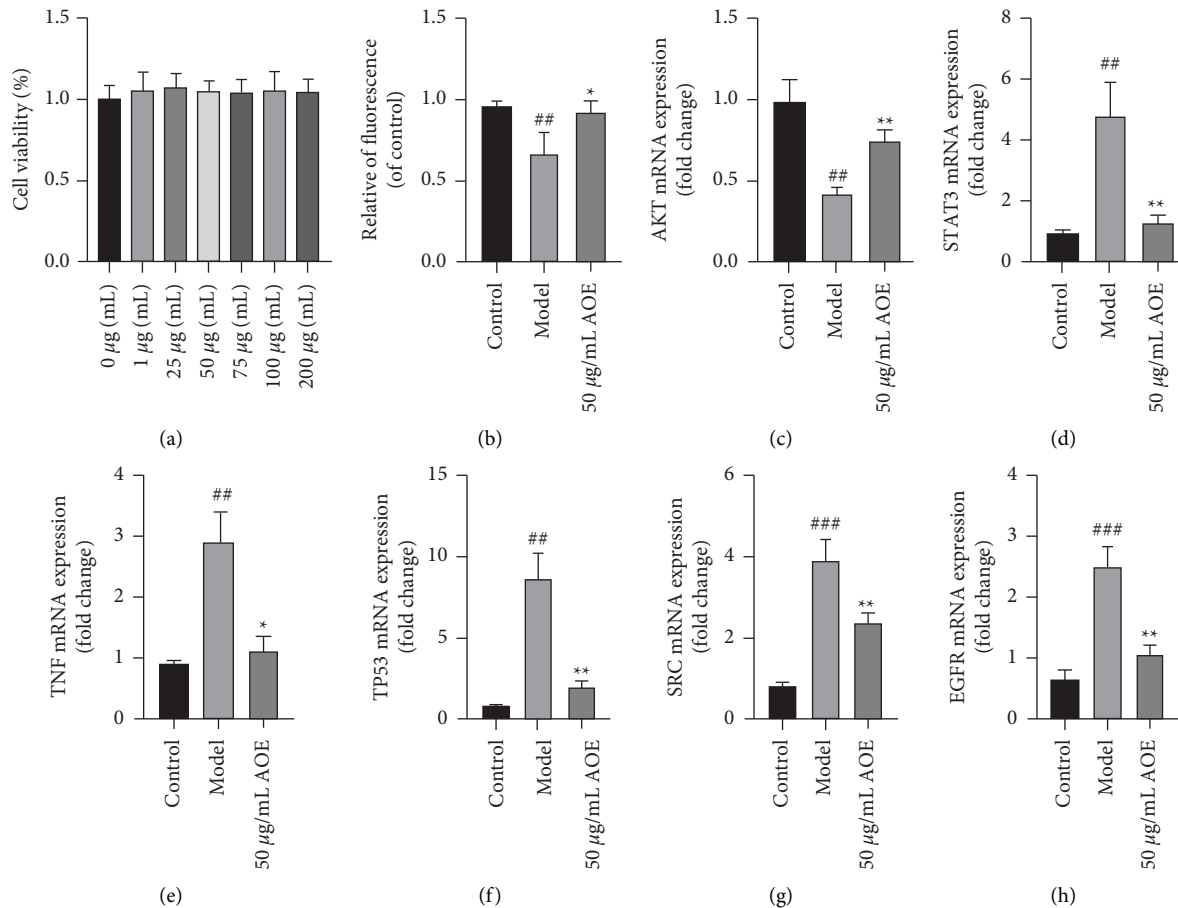 Cell viability (%)
1.5
1.0
0.5
0.0
0 µg (mL)
1 µg (mL)
25 µg (mL)
50 µg (mL)
75 µg (mL)
100 µg (mL)
200 µg (mL)
(a)
Relative of fluorescence
(of control)
1.5
1.0
0.5
0.0
##
*
Control
Model
50 µg/mL AOE
(b)
AKT mRNA expression
(fold change)
1.5
1.0
0.5
0.0
##
**
Control
Model
50 µg/mL AOE
(c)
STAT3 mRNA expression
(fold change)
8
6
4
2
0
##
**
Control
Model
50 µg/mL AOE
(d)
TNF mRNA expression
(fold change)
4
3
2
1
0
##
*
Control
Model
50 µg/mL AOE
(e)
TP53 mRNA expression
(fold change)
15
10
5
0
##
**
Control
Model
50 µg/mL AOE
(f)
SRC mRNA expression
(fold change)
6
4
2
0
###
**
Control
Model
50 µg/mL AOE
(g)
EGFR mRNA expression
(fold change)
4
3
2
1
0
###
**
Control
Model
50 µg/mL AOE
(h)